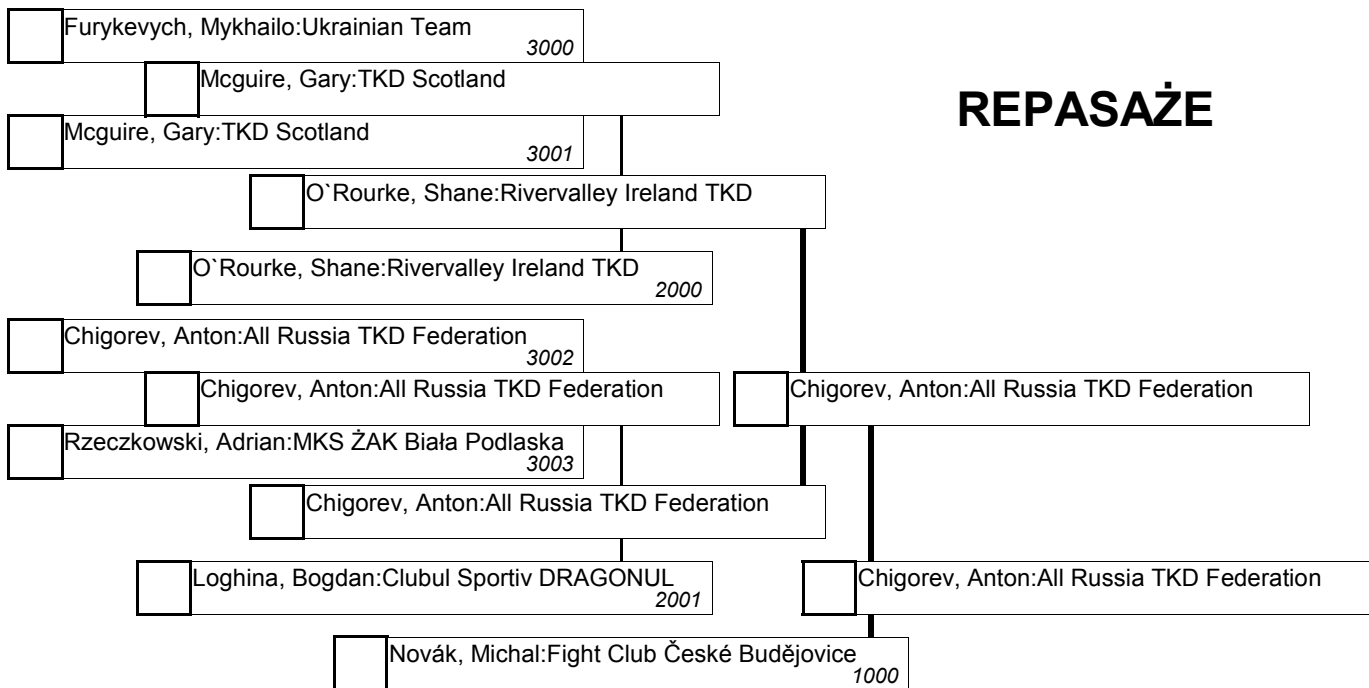 Furykevych, Mykhailo:Ukrainian Team
3000
Mcguire, Gary:TKD Scotland
REPASAŻE
Mcguire, Gary:TKD Scotland
3001
O`Rourke, Shane:Rivervalley Ireland TKD
O`Rourke, Shane:Rivervalley Ireland TKD
2000
Chigorev, Anton:All Russia TKD Federation
3002
Chigorev, Anton:All Russia TKD Federation
Chigorev, Anton:All Russia TKD Federation
Rzeczkowski, Adrian:MKS ŻAK Biała Podlaska
3003
Chigorev, Anton:All Russia TKD Federation
Loghina, Bogdan:Clubul Sportiv DRAGONUL
2001
Chigorev, Anton:All Russia TKD Federation
Novák, Michal:Fight Club České Budějovice
1000